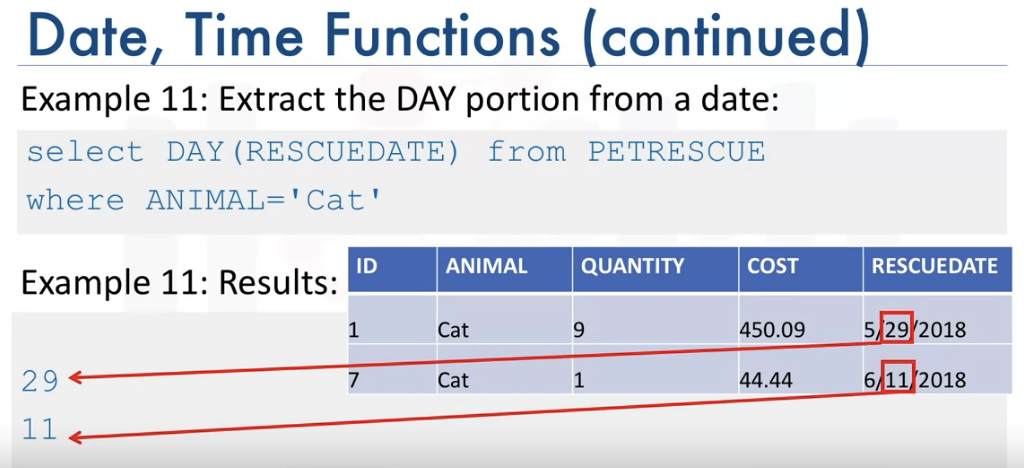 Date, Time Functions (continued)
Example 11: Extract the DAY portion from a date:
select DAY(RESCUEDATE) from PETRESCUE
where ANIMAL='Cat'
Example 11: Results:
ID ANIMAL QUANTITY COST RESCUEDATE
1 Cat 9 450.09 5/29/2018
7 Cat 1 44.44 6/11/2018
29
11